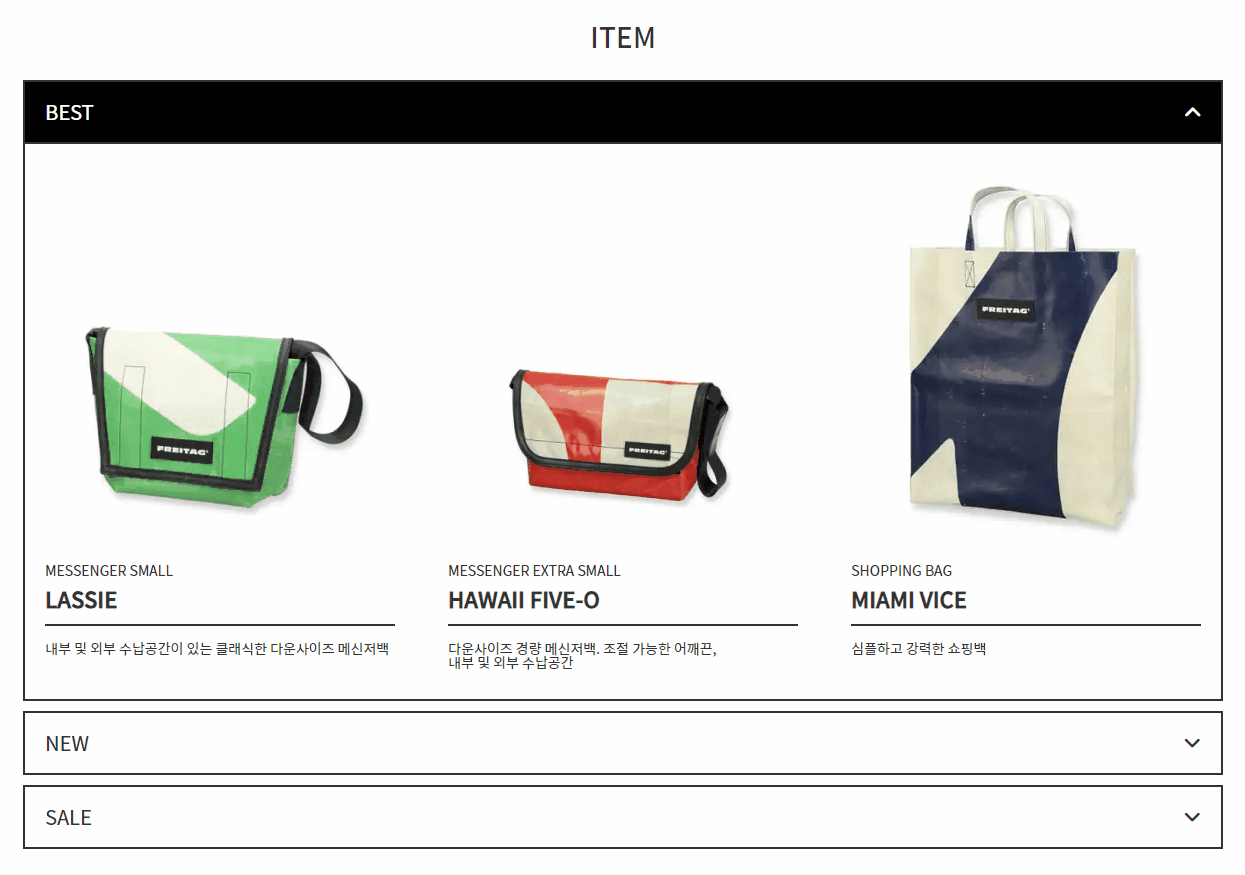 ITEM
BEST
FREITAG
FREITAG
FREITAG
MESSENGER SMALL
LASSIE
내부 및 외부 수납공간이 있는 클래식한 다운사이즈 메신저백
MESSENGER EXTRA SMALL
HAWAII FIVE-O
다운사이즈 경량 메신저백. 조절 가능한 어깨끈,
내부 및 외부 수납공간
SHOPPING BAG
MIAMI VICE
심플하고 강력한 쇼핑백
NEW
SALE